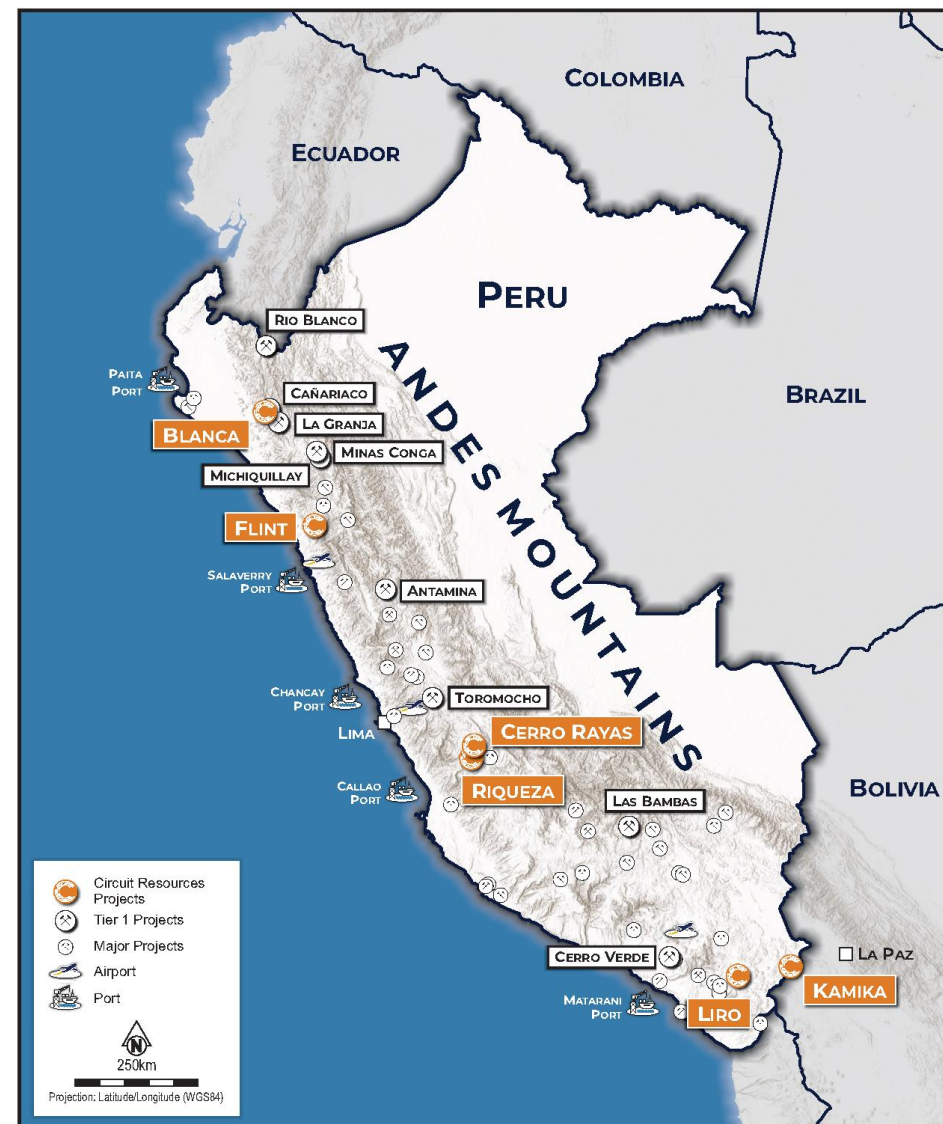 COLOMBIA
ECUADOR
PERU
RIO BLANCO
PAITA
PORT
BRAZIL
CAÑARIACO
LA GRANJA
BLANCA
MINAS CONGA
MICHIQUILLAY
ANDES MOUNTAINS
FLINT
SALAVERRY
PORT
ANTAMINA
CHANCAY
PORT
TOROMOCHO
LIMA
CERRO RAYAS
CALLAO
PORT
RIQUEZA
BOLIVIA
LAS BAMBAS
CERRO VERDE
LA PAZ
KAMIKA
MATARANI
PORT
LIRO
Circuit Resources
Projects
Tier 1 Projects
Major Projects
Airport
Port
N
250km
Projection: Latitude/Longitude (WGS84)